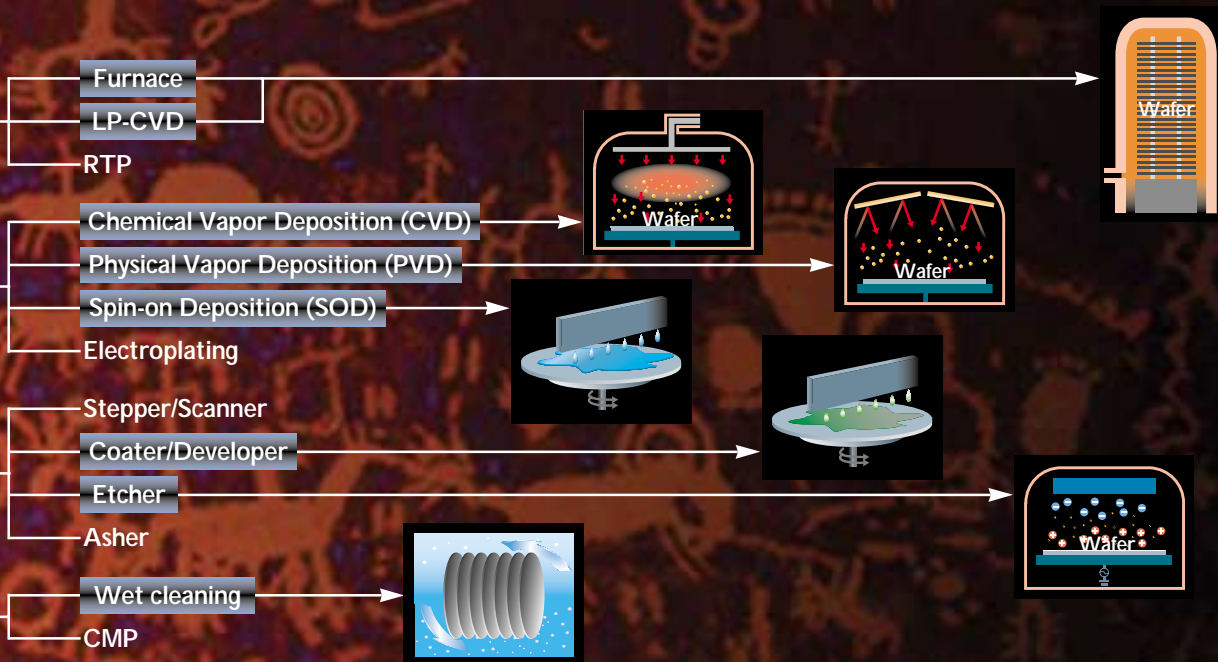 Furnace
LP-CVD
RTP
Wafer
Chemical Vapor Deposition (CVD)
Wafer
Physical Vapor Deposition (PVD)
Wafer
Spin-on Deposition (SOD)
Electroplating
Stepper/Scanner
Coater/Developer
Etcher
Wafer
Asher
Wet cleaning
CMP